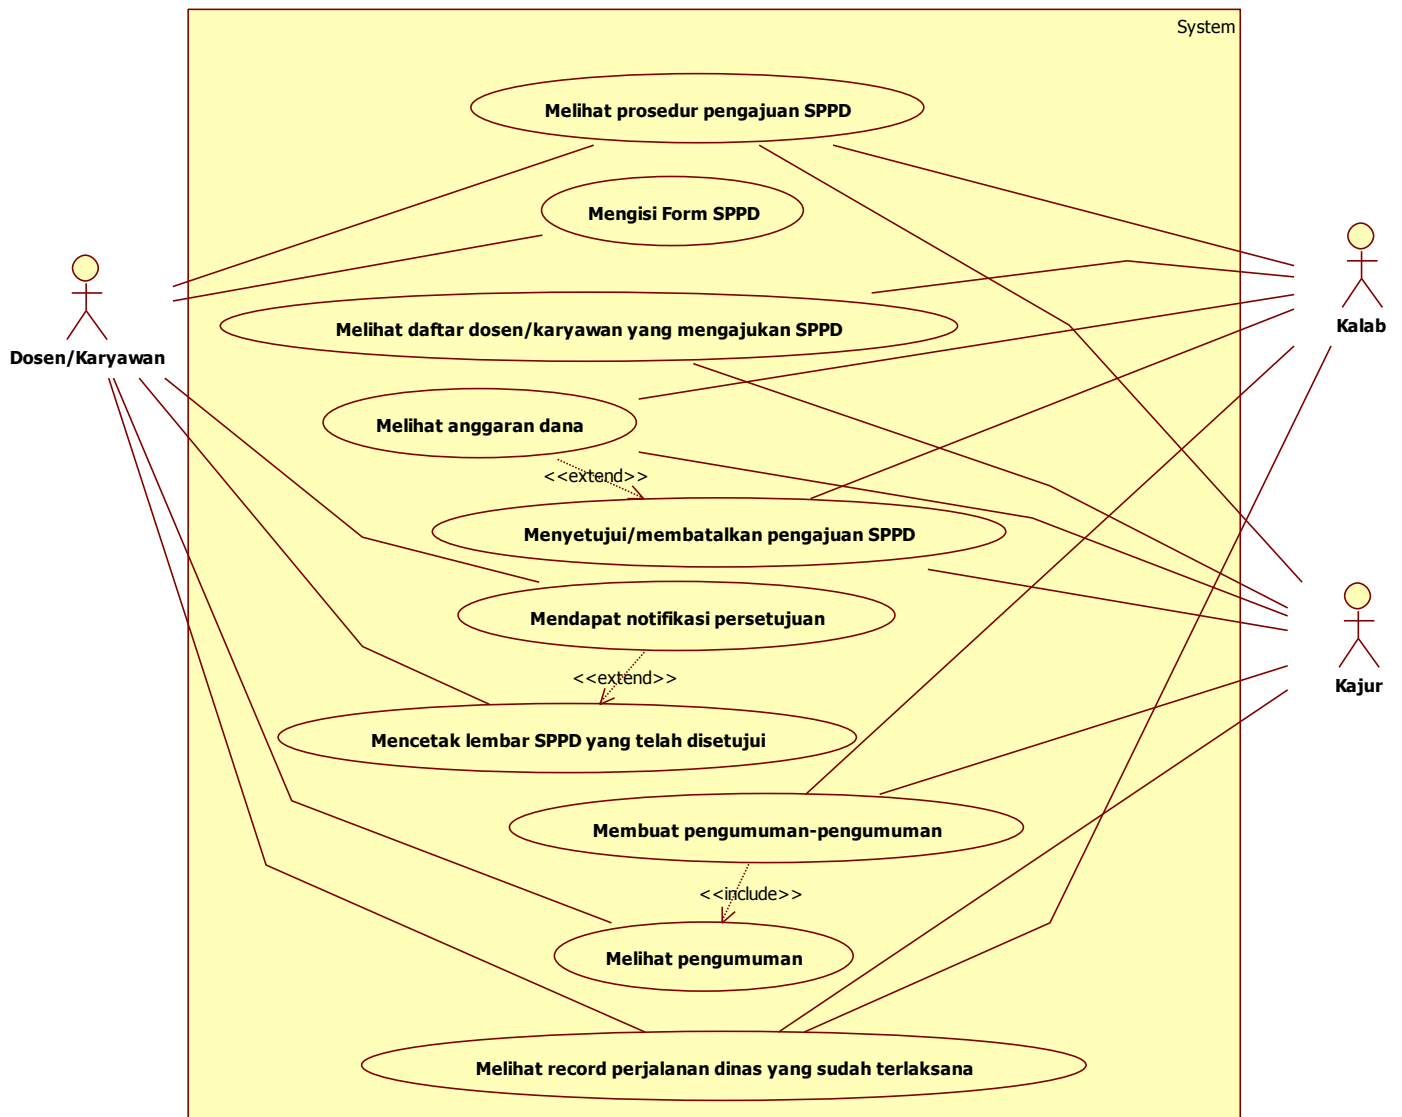 System
Melihat prosedur pengajuan SPPD
Mengisi Form SPPD
Melihat daftar dosen/karyawan yang mengajukan SPPD
Kalab
Dosen/Karyawan
Melihat anggaran dana
<<extend>>
Menyetujui/membatalkan pengajuan SPPD
Mendapat notifikasi persetujuan
<<extend>>
Kajur
Mencetak lembar SPPD yang telah disetujui
Membuat pengumuman-pengumuman
<<include>>
Melihat pengumuman
Melihat record perjalanan dinas yang sudah terlaksana